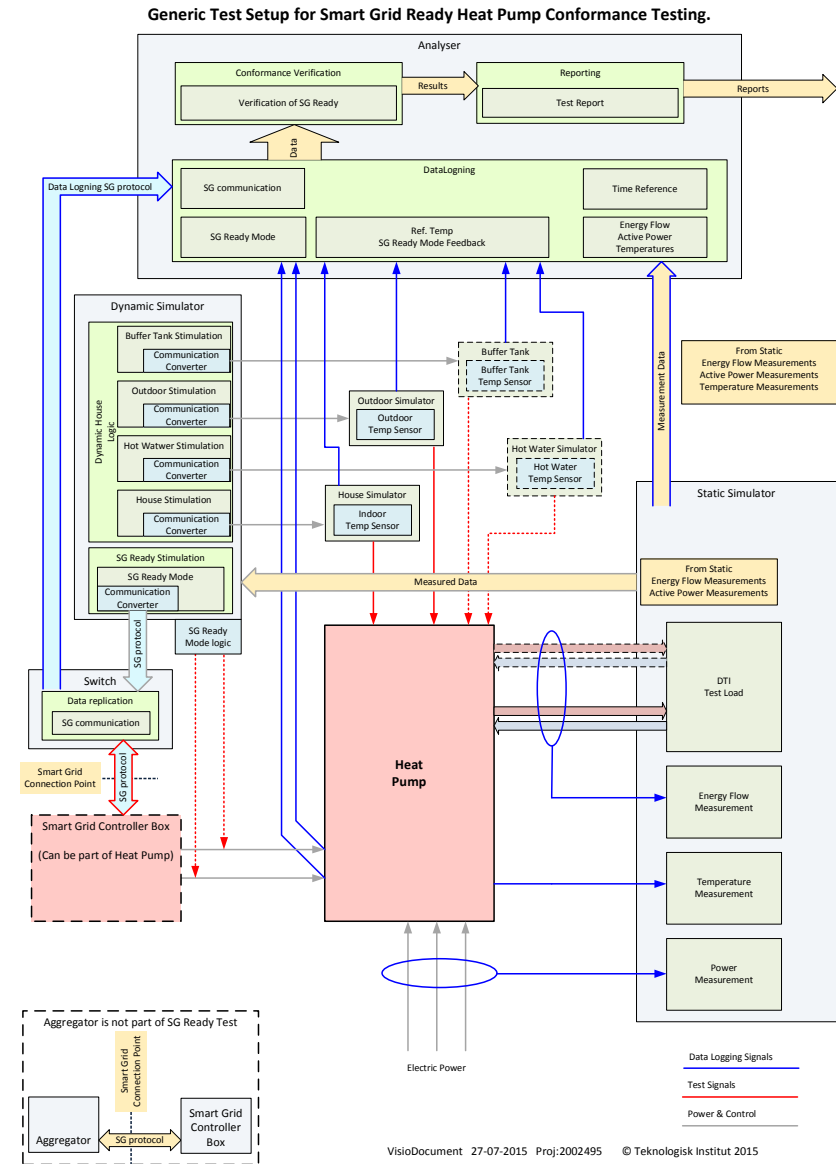 Generic Test Setup for Smart Grid Ready Heat Pump Conformance Testing.
Analyser
Conformance Verification
Verification of SG Ready
Results
Reporting
Test Report
Reports
Data
DataLogning
SG communication
Time Reference
SG Ready Mode
Ref. Temp
SG Ready Mode Feedback
Energy Flow
Active Power
Temperatures
Data Logning SG protocol
Dynamic Simulator
Dynamic House
Logic
Buffer Tank Stimulation
Communication
Converter
Outdoor Stimulation
Communication
Converter
Hot Watwer Stimulation
Communication
Converter
House Stimulation
Communication
Converter
SG Ready Stimulation
SG Ready Mode
Communication
Converter
SG Ready
Mode logic
Buffer Tank
Buffer Tank
Temp Sensor
Outdoor Simulator
Outdoor
Temp Sensor
Hot Water Simulator
Hot Water
Temp Sensor
House Simulator
Indoor
Temp Sensor
Measurement Data
From Static
Energy Flow Measurements
Active Power Measurements
Temperature Measurements
Static Simulator
From Static
Energy Flow Measurements
Active Power Measurements
Measured Data
SG protocol
Switch
Data replication
SG communication
Smart Grid
Connection Point
SG protocol
Smart Grid Controller Box
(Can be part of Heat Pump)
Heat
Pump
DTI
Test Load
Energy Flow
Measurement
Temperature
Measurement
Power
Measurement
Electric Power
Aggregator is not part of SG Ready Test
Smart Grid
Connection Point
Aggregator
SG protocol
Smart Grid
Controller
Box
Data Logging Signals
Test Signals
Power & Control
VisioDocument 27-07-2015 Proj:2002495 © Teknologisk Institut 2015